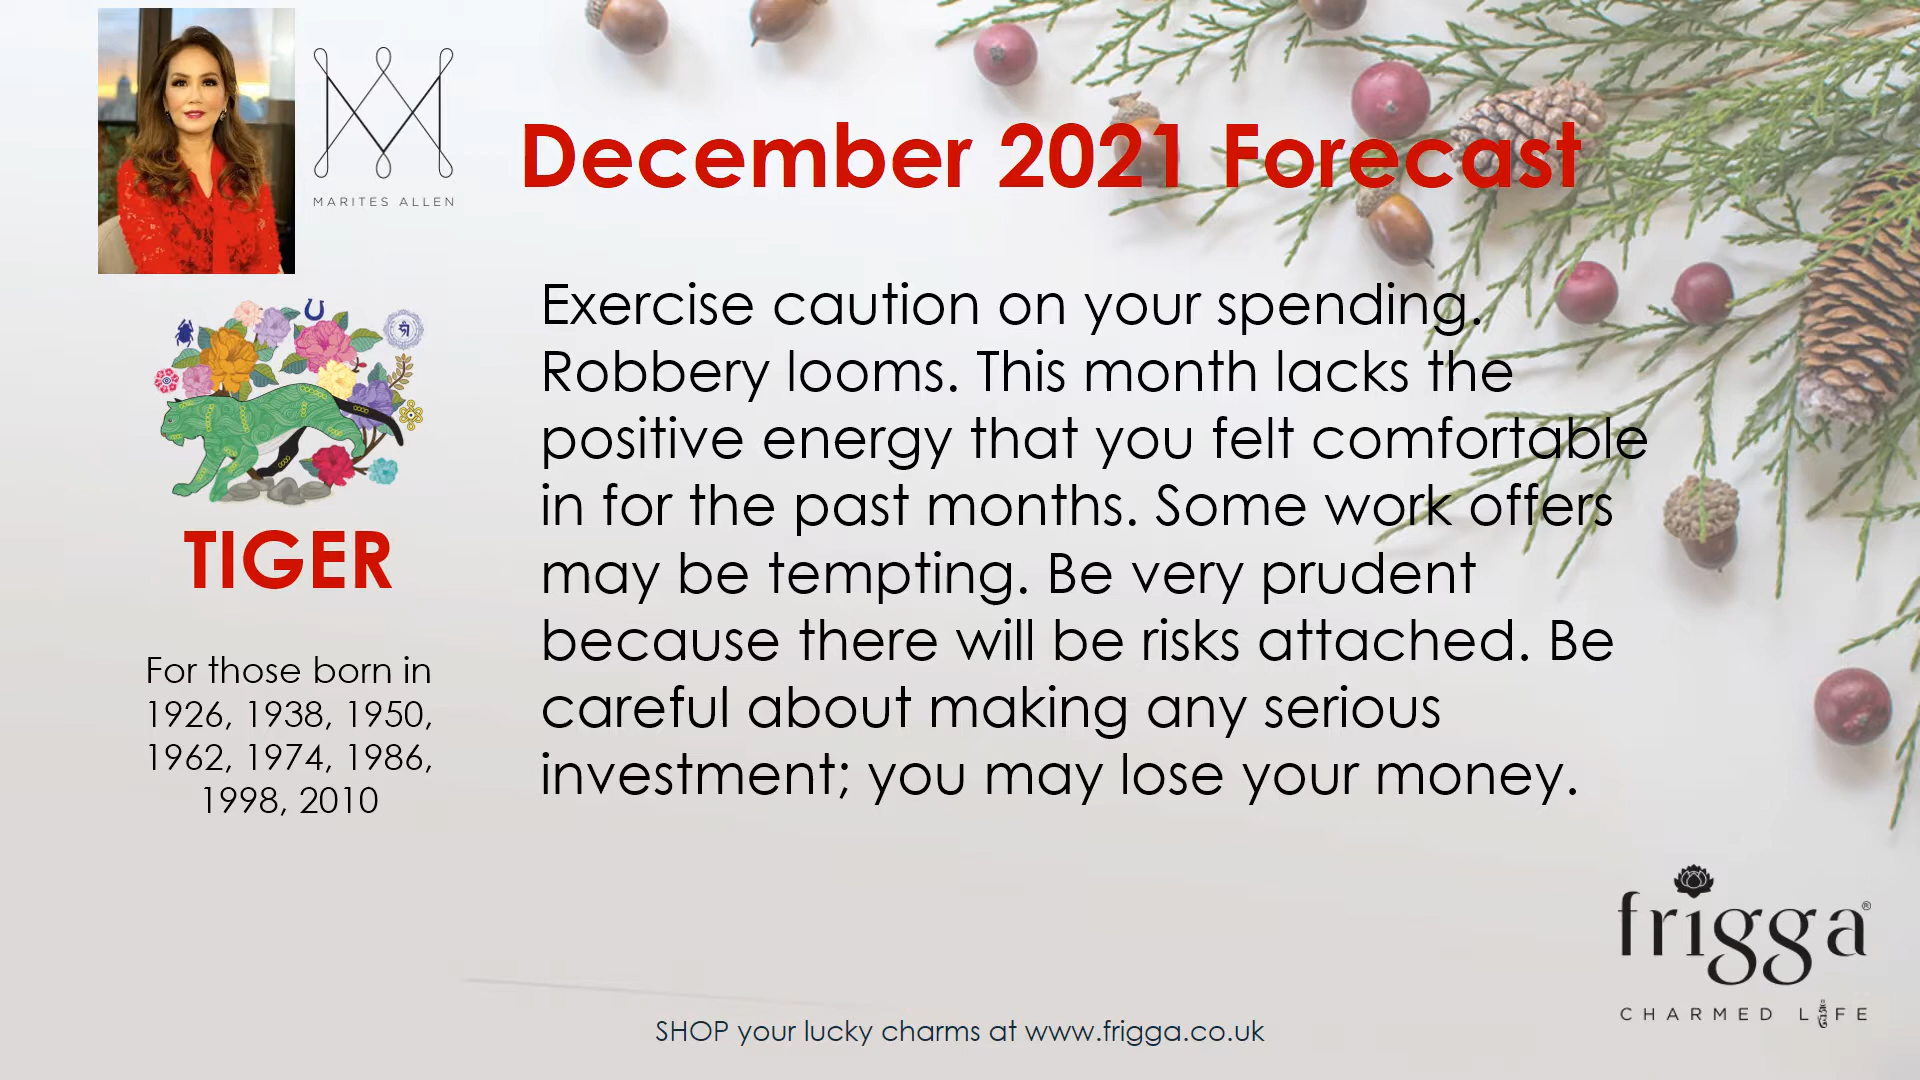 MARITES ALLEN
December 2021 Forecast
Exercise caution on your spending.
Robbery looms. This month lacks the
positive energy that you felt comfortable
in for the past months. Some work offers
may be tempting. Be very prudent
because there will be risks attached. Be
careful about making any serious
investment; you may lose your money.
TIGER
For those born in
1926, 1938, 1950,
1962, 1974, 1986,
1998, 2010
frigga®
CHARMED LIFE
SHOP your lucky charms at www.frigga.co.uk